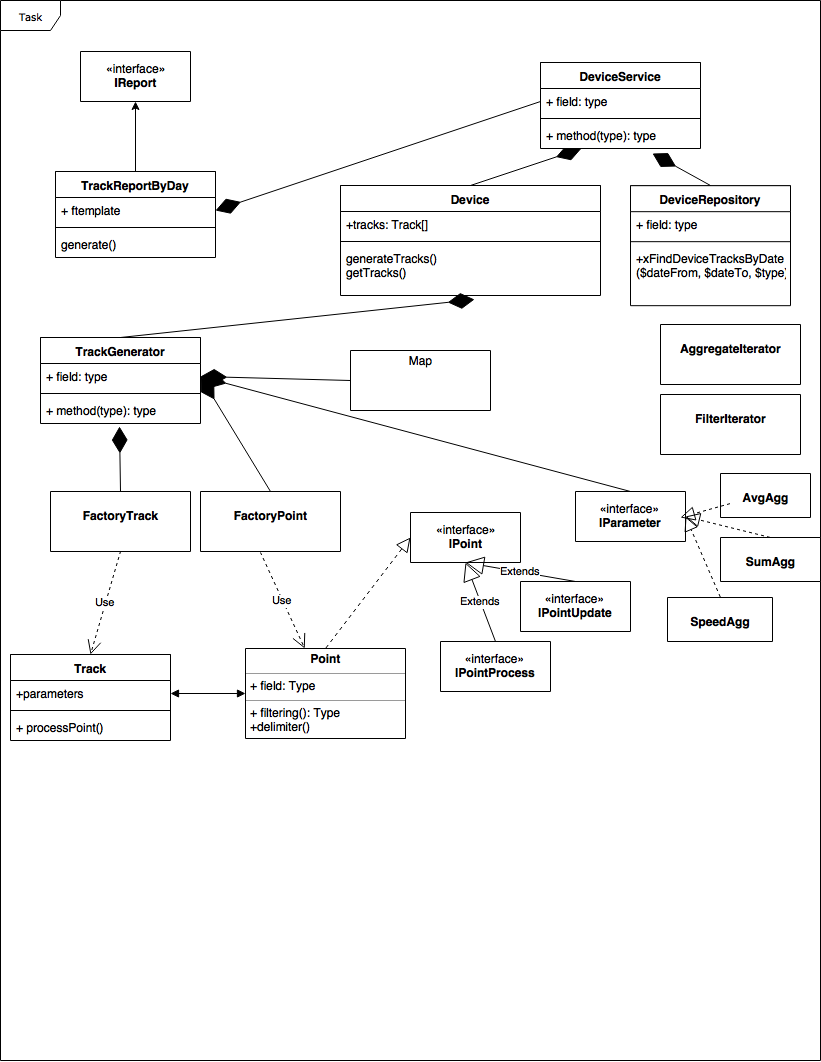 Task
«interface»
IReport
DeviceService
+ field: type
+ method(type): type
TrackReportByDay
+ ftemplate
generate()
Device
+tracks: Track[]
generateTracks()
getTracks()
DeviceRepository
+ field: type
+xFindDeviceTracksByDate
($dateFrom, $dateTo, $type)
TrackGenerator
+ field: type
+ method(type): type
Map
AggregateIterator
FilterIterator
FactoryTrack
FactoryPoint
«interface»
IPoint
«interface»
IParameter
AvgAgg
SumAgg
SpeedAgg
Extends
«interface»
IPointUpdate
Extends
«interface»
IPointProcess
Use
Use
Track
+parameters
+ processPoint()
Point
+ field: Type
+ filtering(): Type
+delimiter()